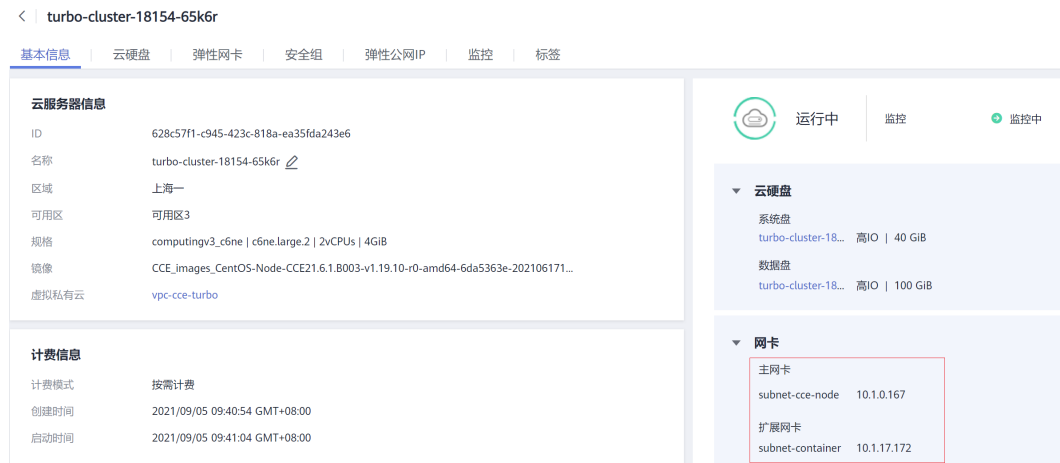 turbo-cluster-18154-65k6r
基本信息 云硬盘 弹性网卡 安全组 弹性公网IP 监控 标签
云服务器信息
ID 628c57f1-c945-423c-818a-ea35fda243e6
名称 turbo-cluster-18154-65k6r
区域 上海一
可用区 可用区3
规格 computingv3_c6ne | c6ne.large.2 | 2vCPUs | 4GiB
镜像 CCE_images_CentOS-Node-CCE21.6.1.B003-v1.19.10-r0-amd64-6da5363e-202106171...
虚拟私有云 vpc-cce-turbo
计费信息
计费模式 按需计费
创建时间 2021/09/05 09:40:54 GMT+08:00
启动时间 2021/09/05 09:41:04 GMT+08:00
运行中 监控 监控中
云硬盘
系统盘
turbo-cluster-18... 高IO | 40 GiB
数据盘
turbo-cluster-18... 高IO | 100 GiB
网卡
主网卡
subnet-cce-node 10.1.0.167
扩展网卡
subnet-container 10.1.17.172